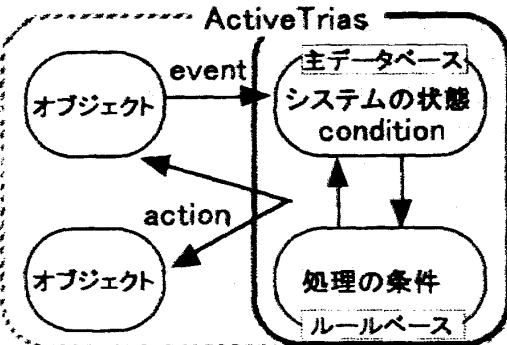 ActiveTrias
オブジェクト
event
主データベース
システムの状態
condition
action
オブジェクト
処理の条件
ルールベース